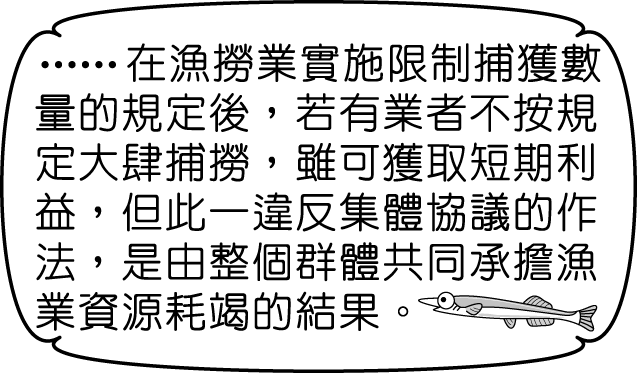 ……在漁撈業實施限制捕獲數
量的規定後，若有業者不按規
定大肆捕撈，雖可獲取短期利
益，但此一違反集體協議的作
法，是由整個群體共同承擔漁
業資源耗竭的結果。